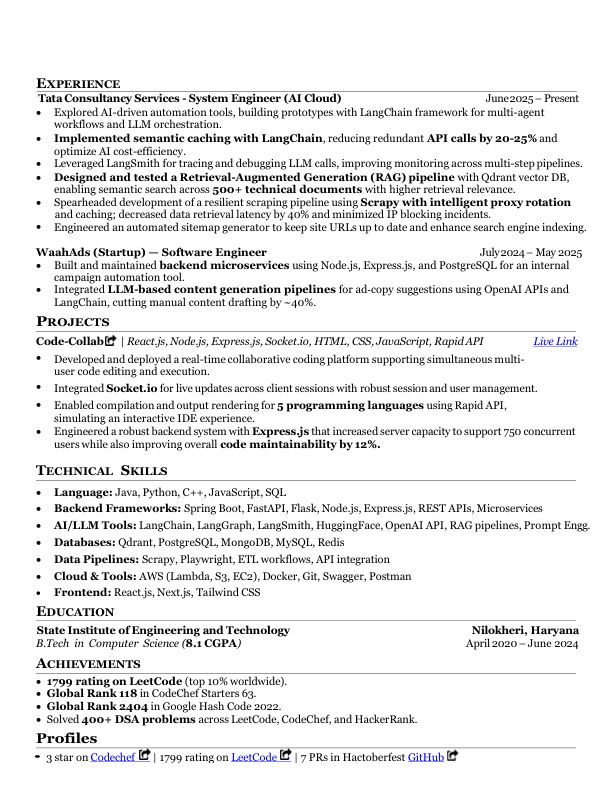 EXPERIENCE
Tata Consultancy Services - System Engineer (AI Cloud) June 2025 – Present
• Explored AI-driven automation tools, building prototypes with LangChain framework for multi-agent
workflows and LLM orchestration.
• Implemented semantic caching with LangChain, reducing redundant API calls by 20-25% and
optimize AI cost-efficiency.
• Leveraged LangSmith for tracing and debugging LLM calls, improving monitoring across multi-step pipelines.
• Designed and tested a Retrieval-Augmented Generation (RAG) pipeline with Qdrant vector DB,
enabling semantic search across 500+ technical documents with higher retrieval relevance.
• Spearheaded development of a resilient scraping pipeline using Scrapy with intelligent proxy rotation
and caching; decreased data retrieval latency by 40% and minimized IP blocking incidents.
• Engineered an automated sitemap generator to keep site URLs up to date and enhance search engine indexing.
WaahAds (Startup) — Software Engineer July 2024 – May 2025
• Built and maintained backend microservices using Node.js, Express.js, and PostgreSQL for an internal
campaign automation tool.
• Integrated LLM-based content generation pipelines for ad-copy suggestions using OpenAI APIs and
LangChain, cutting manual content drafting by ~40%.
PROJECTS
Code-Collab | React.js, Node.js, Express.js, Socket.io, HTML, CSS, JavaScript, Rapid API Live Link
• Developed and deployed a real-time collaborative coding platform supporting simultaneous multi-
user code editing and execution.
• Integrated Socket.io for live updates across client sessions with robust session and user management.
• Enabled compilation and output rendering for 5 programming languages using Rapid API,
simulating an interactive IDE experience.
• Engineered a robust backend system with Express.js that increased server capacity to support 750 concurrent
users while also improving overall code maintainability by 12%.
TECHNICAL SKILLS
• Language: Java, Python, C++, JavaScript, SQL
• Backend Frameworks: Spring Boot, FastAPI, Flask, Node.js, Express.js, REST APIs, Microservices
• AI/LLM Tools: LangChain, LangGraph, LangSmith, HuggingFace, OpenAI API, RAG pipelines, Prompt Engg.
• Databases: Qdrant, PostgreSQL, MongoDB, MySQL, Redis
• Data Pipelines: Scrapy, Playwright, ETL workflows, API integration
• Cloud & Tools: AWS (Lambda, S3, EC2), Docker, Git, Swagger, Postman
• Frontend: React.js, Next.js, Tailwind CSS
EDUCATION
State Institute of Engineering and Technology Nilokheri, Haryana
B.Tech in Computer Science (8.1 CGPA) April 2020 – June 2024
ACHIEVEMENTS
• 1799 rating on LeetCode (top 10% worldwide).
• Global Rank 118 in CodeChef Starters 63.
• Global Rank 2404 in Google Hash Code 2022.
• Solved 400+ DSA problems across LeetCode, CodeChef, and HackerRank.
Profiles
• 3 star on Codechef | 1799 rating on LeetCode | 7 PRs in Hactoberfest GitHub